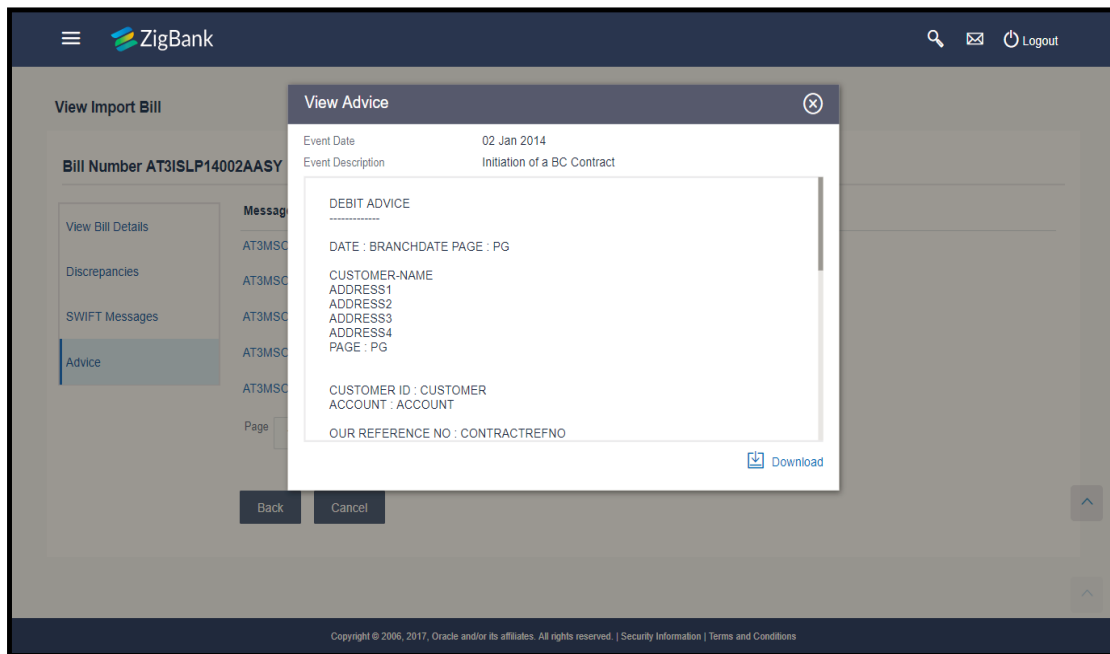 ZigBank
Logout
View Import Bill
Bill Number AT3ISLP14002AASY
View Bill Details
Discrepancies
SWIFT Messages
Advice
AT3MSC
AT3MSC
AT3MSC
AT3MSC
AT3MSC
Page
Back
Cancel
View Advice
Event Date 02 Jan 2014
Event Description Initiation of a BC Contract
DEBIT ADVICE
-------------
DATE : BRANCHDATE PAGE : PG
CUSTOMER-NAME
ADDRESS1
ADDRESS2
ADDRESS3
ADDRESS4
PAGE : PG
CUSTOMER ID : CUSTOMER
ACCOUNT : ACCOUNT
OUR REFERENCE NO : CONTRACTREFNO
Download
Copyright © 2006, 2017, Oracle and/or its affiliates. All rights reserved. | Security Information | Terms and Conditions